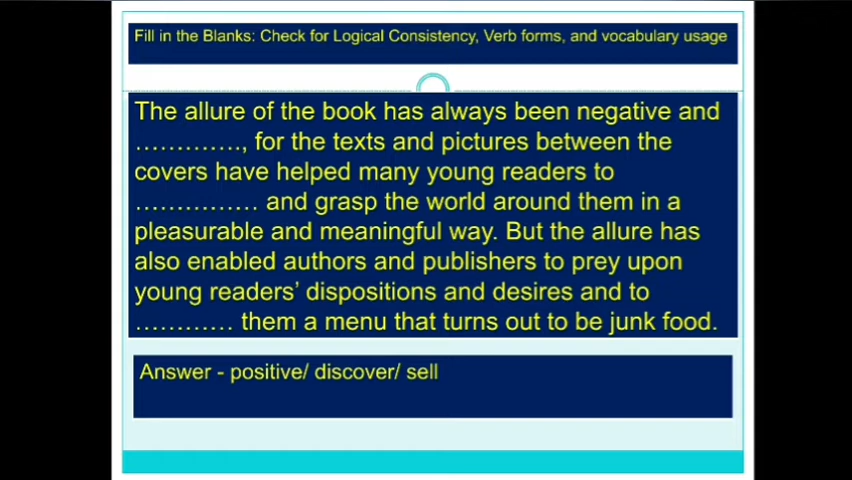 Fill in the Blanks: Check for Logical Consistency, Verb forms, and vocabulary usage
The allure of the book has always been negative and
…………., for the texts and pictures between the
covers have helped many young readers to
…………… and grasp the world around them in a
pleasurable and meaningful way. But the allure has
also enabled authors and publishers to prey upon
young readers’ dispositions and desires and to
………… them a menu that turns out to be junk food.
Answer - positive/ discover/ sell